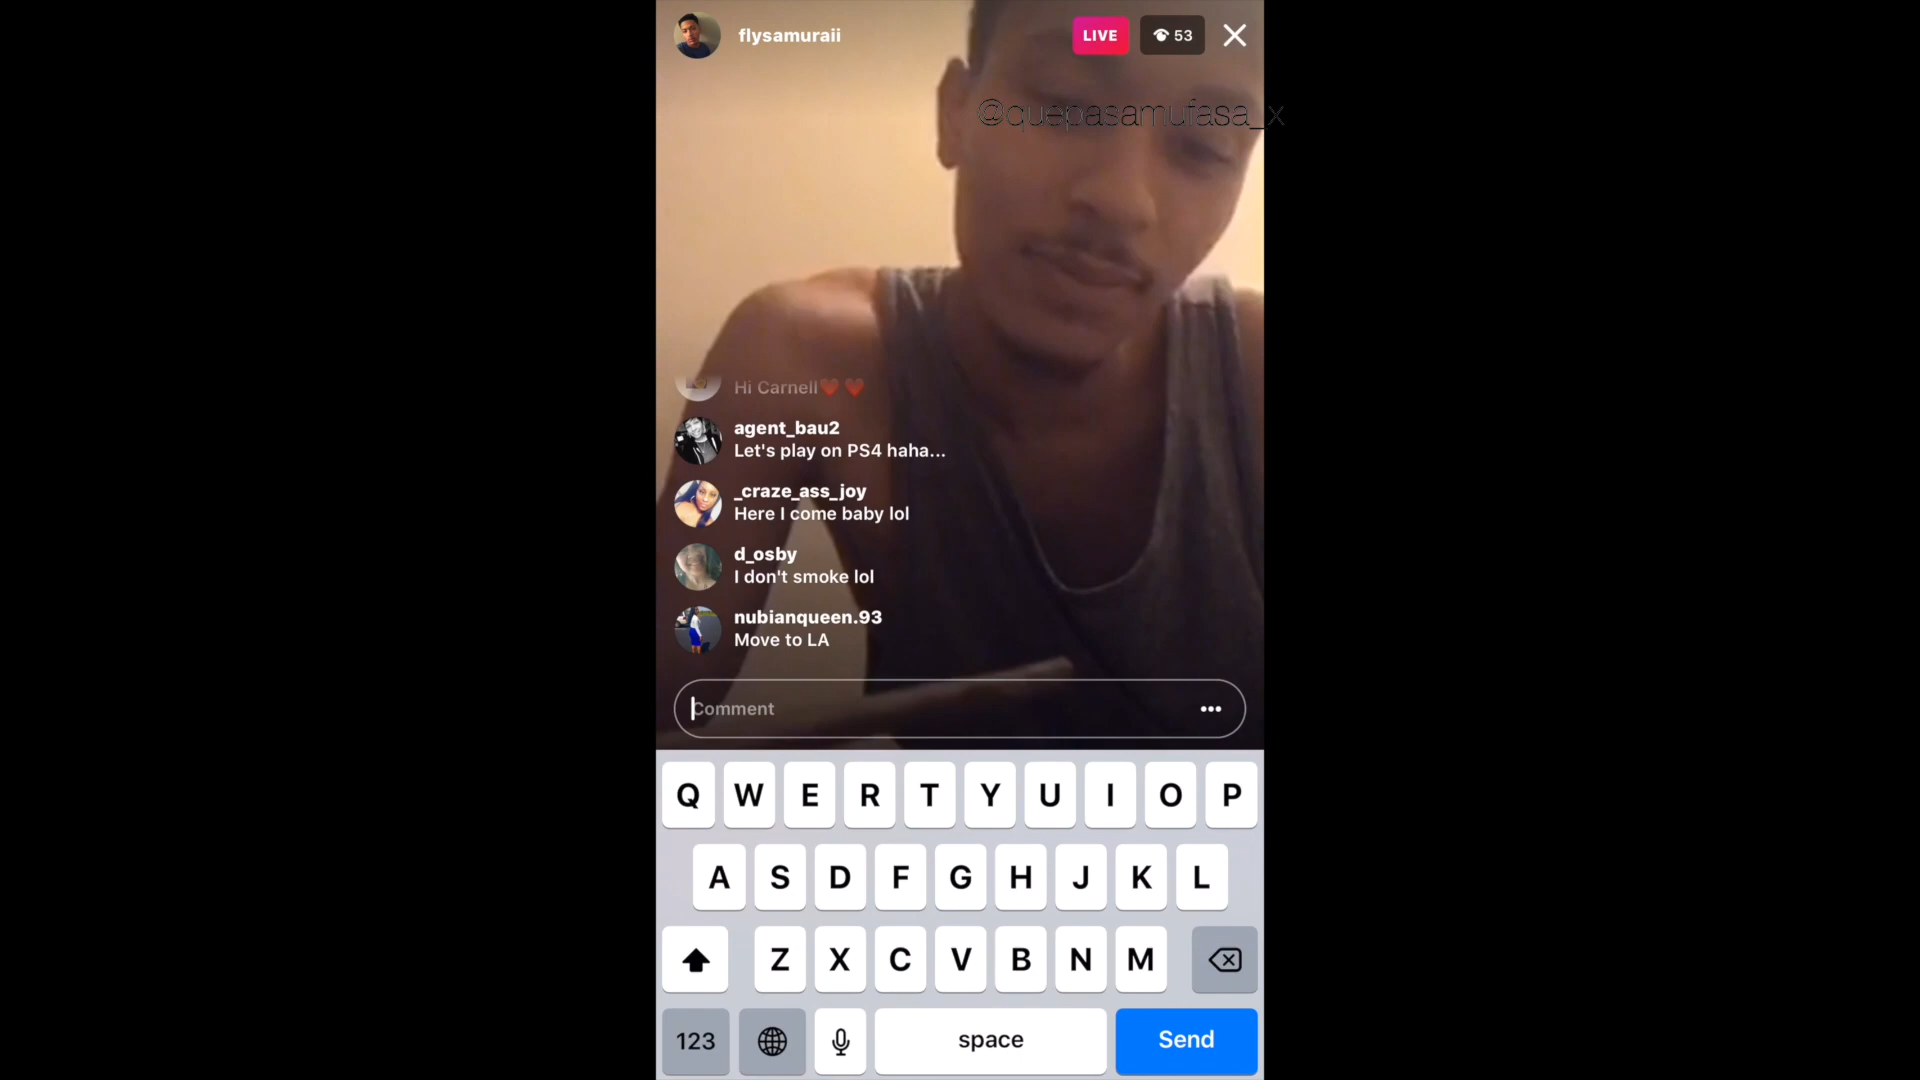 flysamuraii
LIVE
53
@quepasamufasa_x
Hi Carnell❤️ ❤️
agent_bau2
Let's play on PS4 haha...
_craze_ass_joy
Here I come baby lol
d_osby
I don't smoke lol
nubianqueen.93
Move to LA
Comment
Q W E R T Y U I O P
A S D F G H J K L
Z X C V B N M
123 space Send